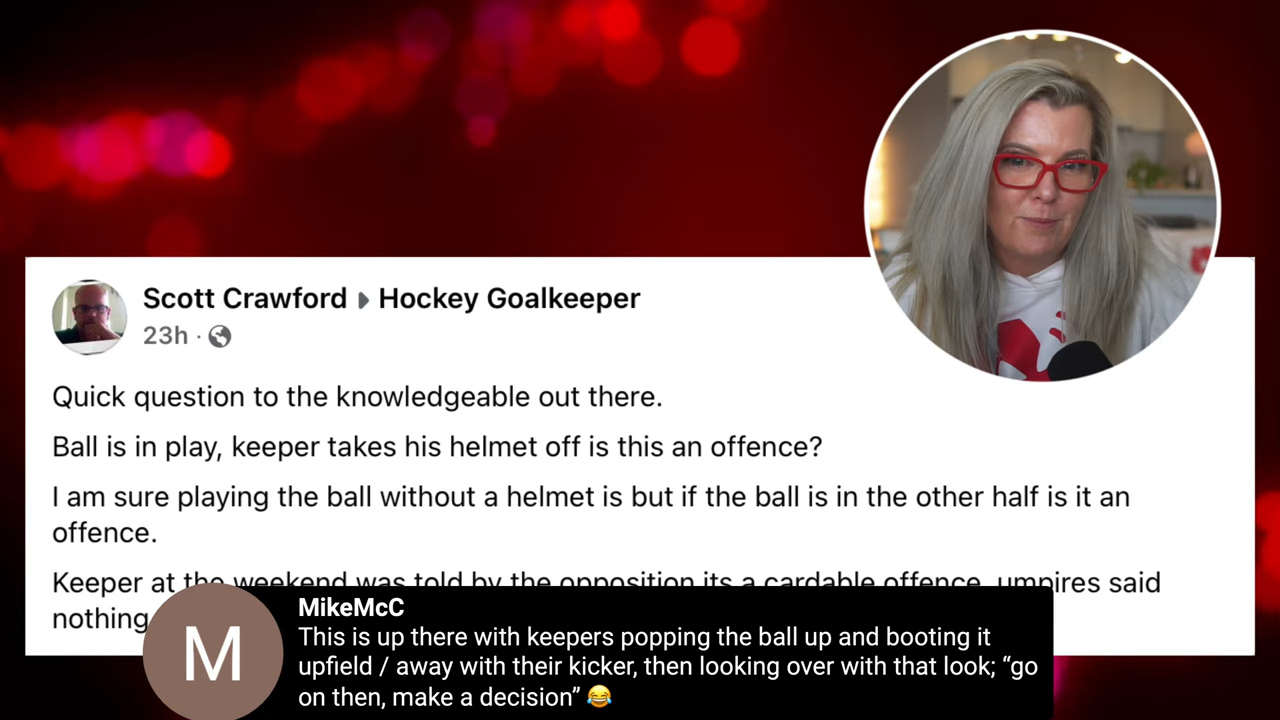 Scott Crawford ▸ Hockey Goalkeeper
23h ·
Quick question to the knowledgeable out there.
Ball is in play, keeper takes his helmet off is this an offence?
I am sure playing the ball without a helmet is but if the ball is in the other half is it an
offence.
Keeper at the weekend was told by the opposition its a cardable offence, umpires said
nothing
M
MikeMcC
This is up there with keepers popping the ball up and booting it
upfield / away with their kicker, then looking over with that look; “go
on then, make a decision” 😂